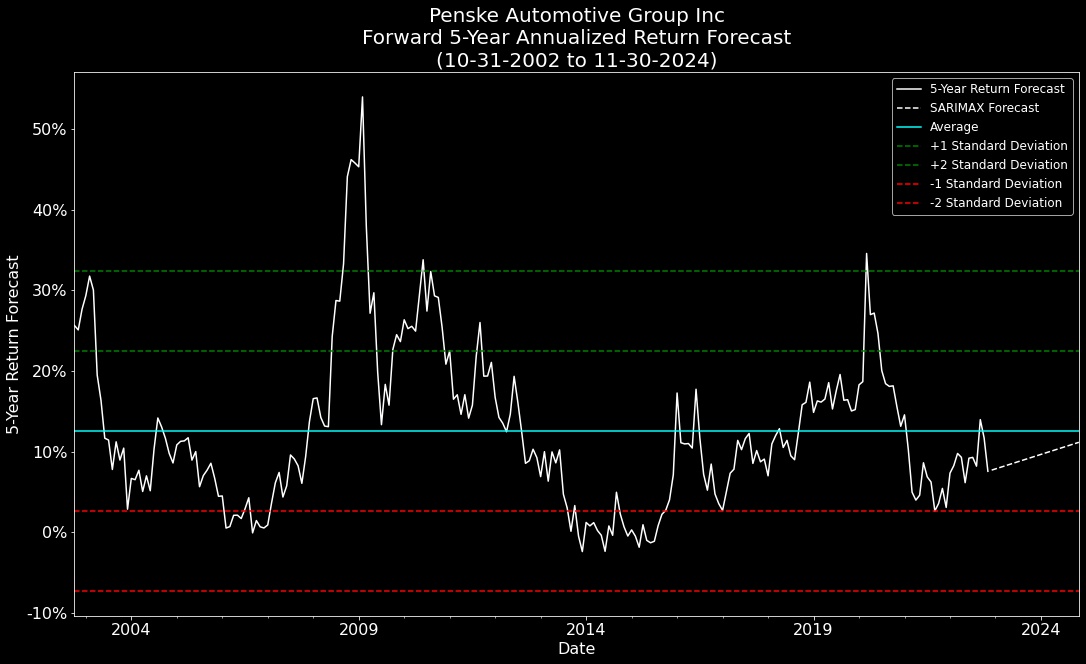 Penske Automotive Group Inc
Forward 5-Year Annualized Return Forecast
(10-31-2002 to 11-30-2024)
5-Year Return Forecast
SARIMAX Forecast
Average
+1 Standard Deviation
+2 Standard Deviation
-1 Standard Deviation
-2 Standard Deviation
5-Year Return Forecast
50%
40%
30%
20%
10%
0%
-10%
2004
2009
2014
2019
2024
Date